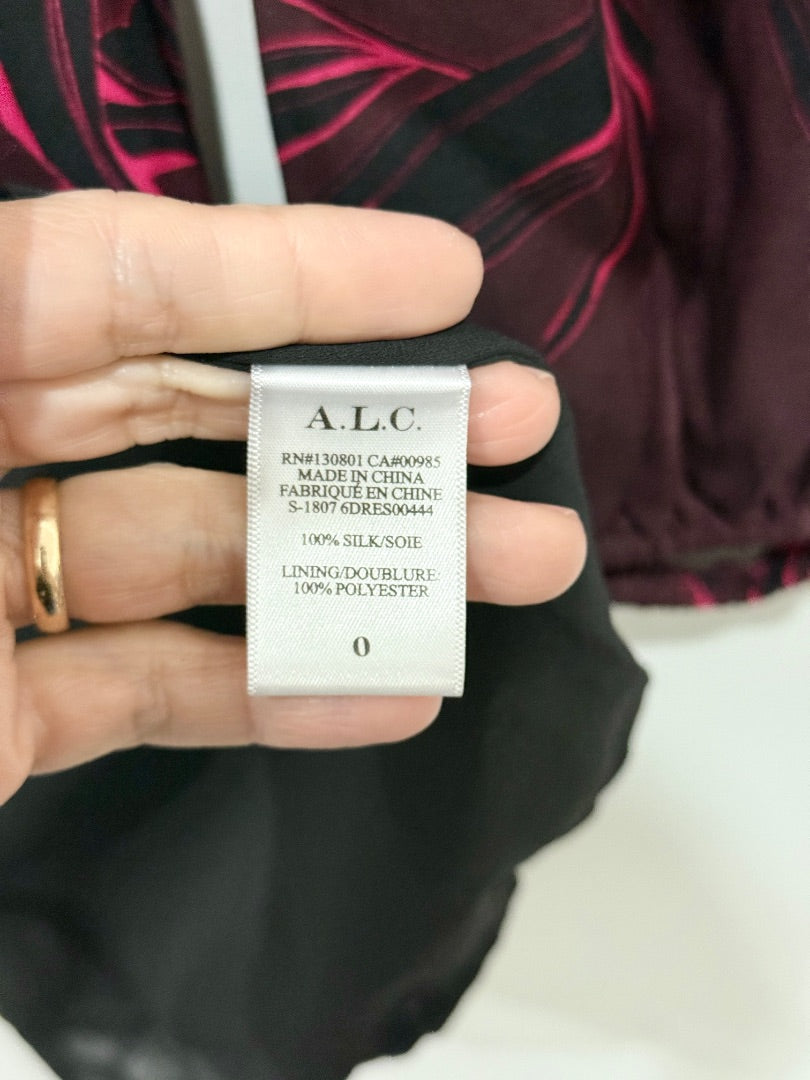 A.L.C.
RN#130801 CA#00985
MADE IN CHINA
FABRIQUÉ EN CHINE
S-1807 6DRES00444
100% SILK/SOIE
LINING/DOUBLURE:
100% POLYESTER
0